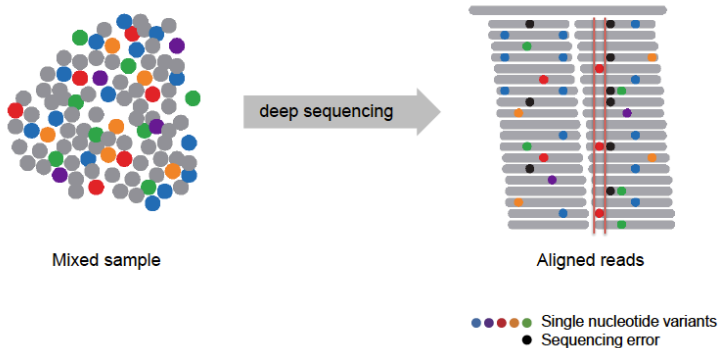 deep sequencing
Mixed sample
Aligned reads
Single nucleotide variants
Sequencing error